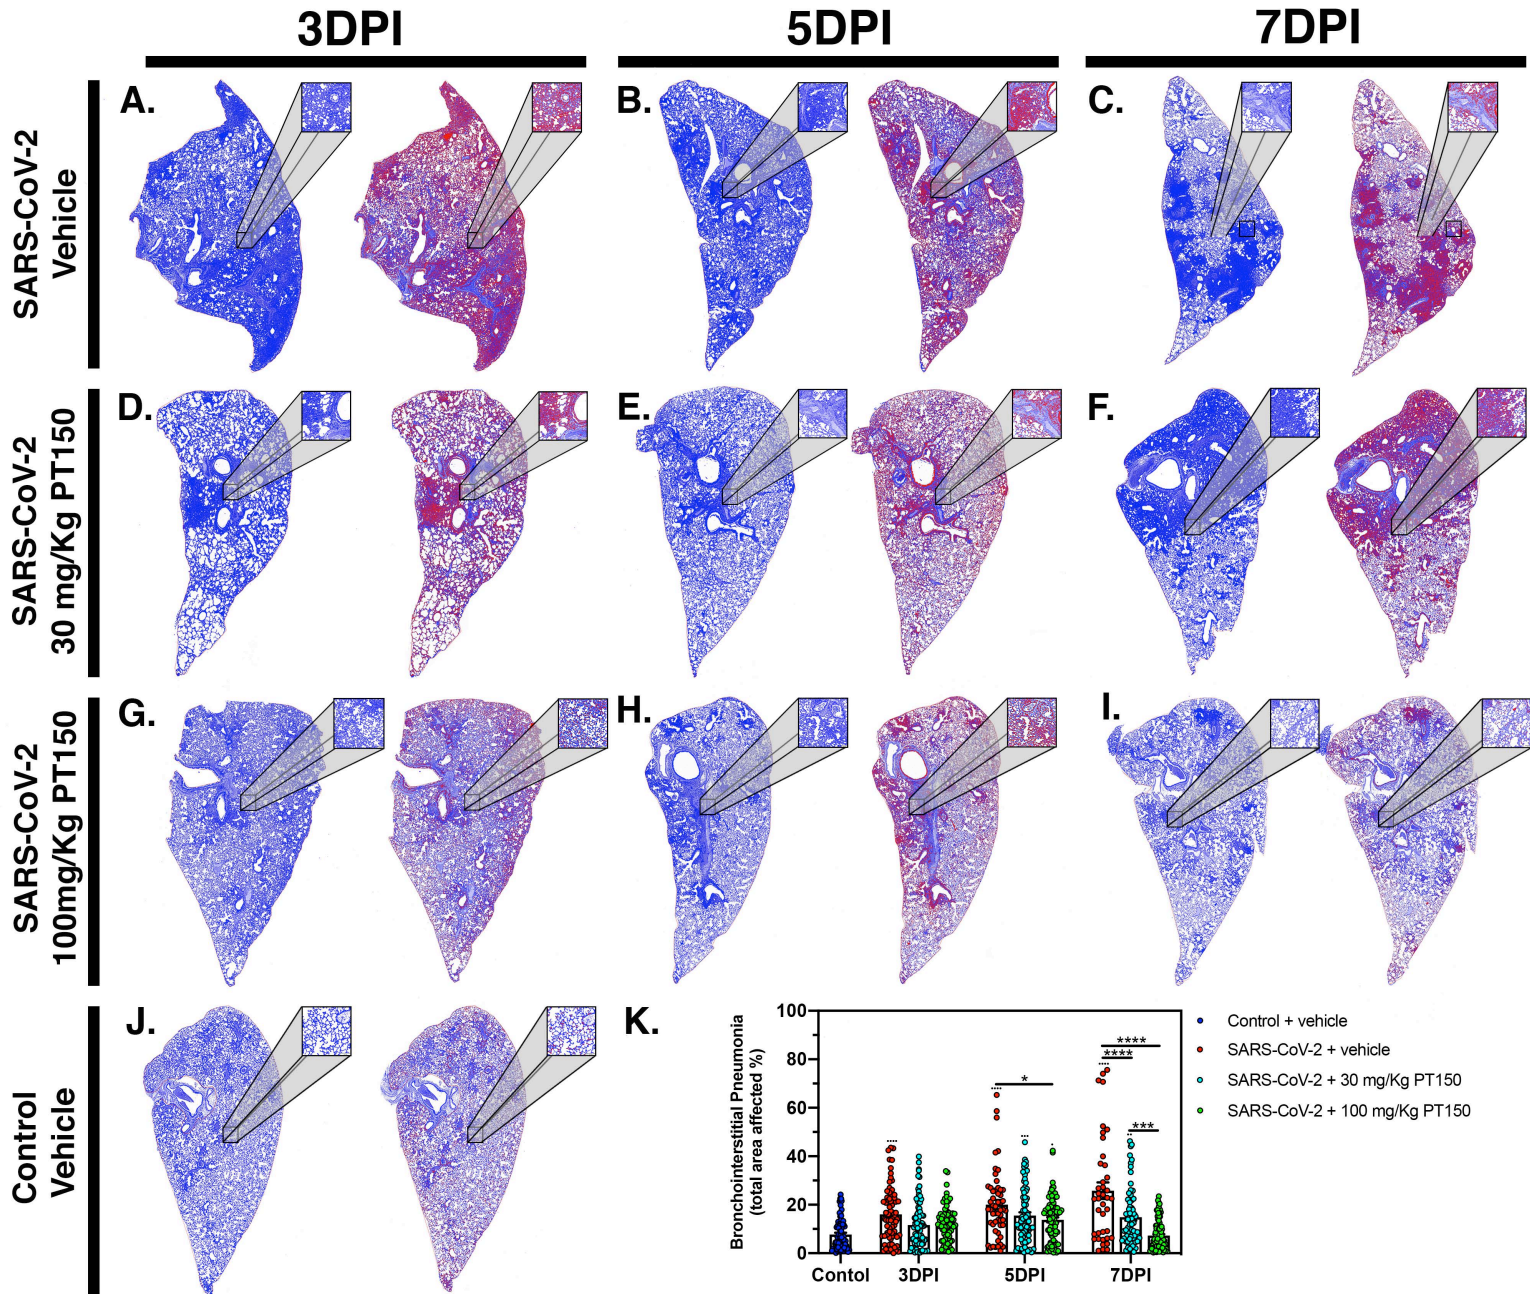 3DPI
5DPI
7DPI
SARS-CoV-2
Vehicle
A.
B.
C.
SARS-CoV-2
30 mg/Kg PT150
D.
E.
F.
SARS-CoV-2
100mg/Kg PT150
G.
H.
I.
Control
Vehicle
J.
K.
Bronchointerstitial Pneumonia
(total area affected %)
100
80
60
40
20
0
****
****
***
*
Contol
3DPI
5DPI
7DPI
Control + vehicle
SARS-CoV-2 + vehicle
SARS-CoV-2 + 30 mg/Kg PT150
SARS-CoV-2 + 100 mg/Kg PT150